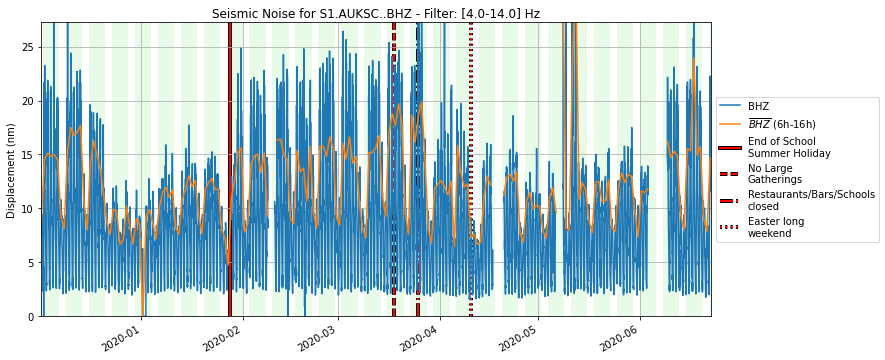 Seismic Noise for S1.AUKSC..BHZ - Filter: [4.0-14.0] Hz
Displacement (nm)
25
20
15
10
5
0
2020-01
2020-02
2020-03
2020-04
2020-05
2020-06
BHZ
BHZ (6h-16h)
End of School
Summer Holiday
No Large
Gatherings
Restaurants/Bars/Schools
closed
Easter long
weekend